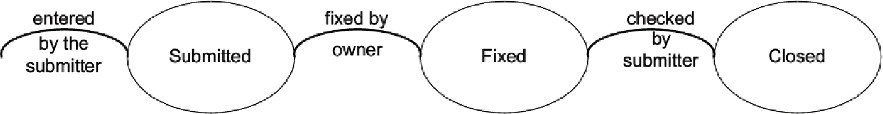 entered
by the
submitter
Submitted
fixed by
owner
Fixed
checked
by
submitter
Closed